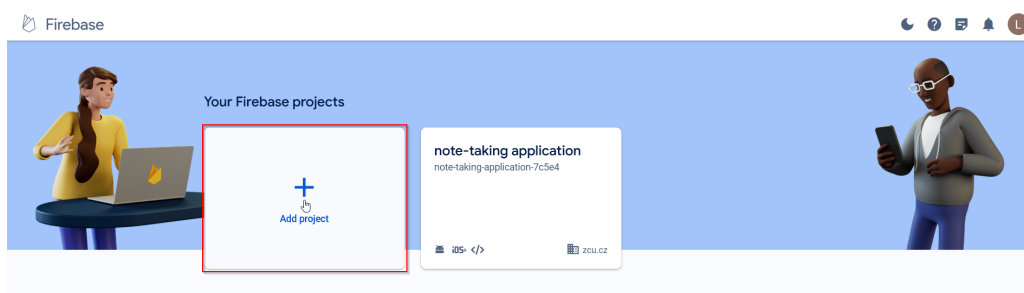 Firebase
L
Your Firebase projects
Add project
note-taking application
note-taking-application-7c5e4
iOS+ </>
zcu.cz